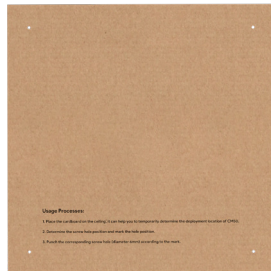 Usage Processes:
1. Place the cardboard on the ceiling, it can help you to temporarily determine the deployment location of
2. Determine the screw hole position and mark the hole position.
3. Punch the corresponding screw hole (diameter 6mm) according to the mark.